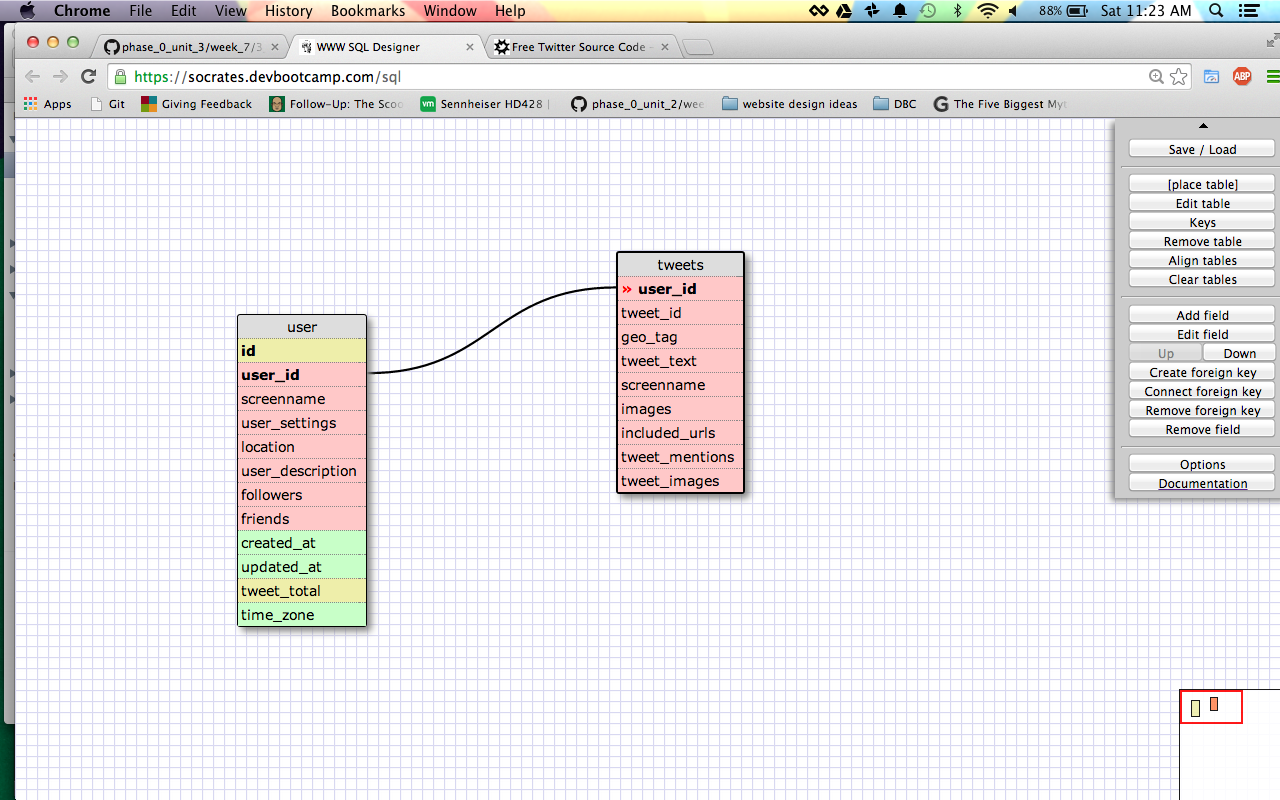 Chrome File Edit View History Bookmarks Window Help 88% Sat 11:23 AM
phase_0_unit_3/week_7/3 WWW SQL Designer Free Twitter Source Code -
https://socrates.devbootcamp.com/sql ABP
Apps Git Giving Feedback Follow-Up: The Scoo vm Sennheiser HD428 | phase_0_unit_2/wee website design ideas DBC G The Five Biggest Myt
Save / Load
[place table]
Edit table
Keys
Remove table
Align tables
Clear tables
Add field
Edit field
Up Down
Create foreign key
Connect foreign key
Remove foreign key
Remove field
Options
Documentation
user
id
user_id
screenname
user_settings
location
user_description
followers
friends
created_at
updated_at
tweet_total
time_zone
tweets
» user_id
tweet_id
geo_tag
tweet_text
screenname
images
included_urls
tweet_mentions
tweet_images